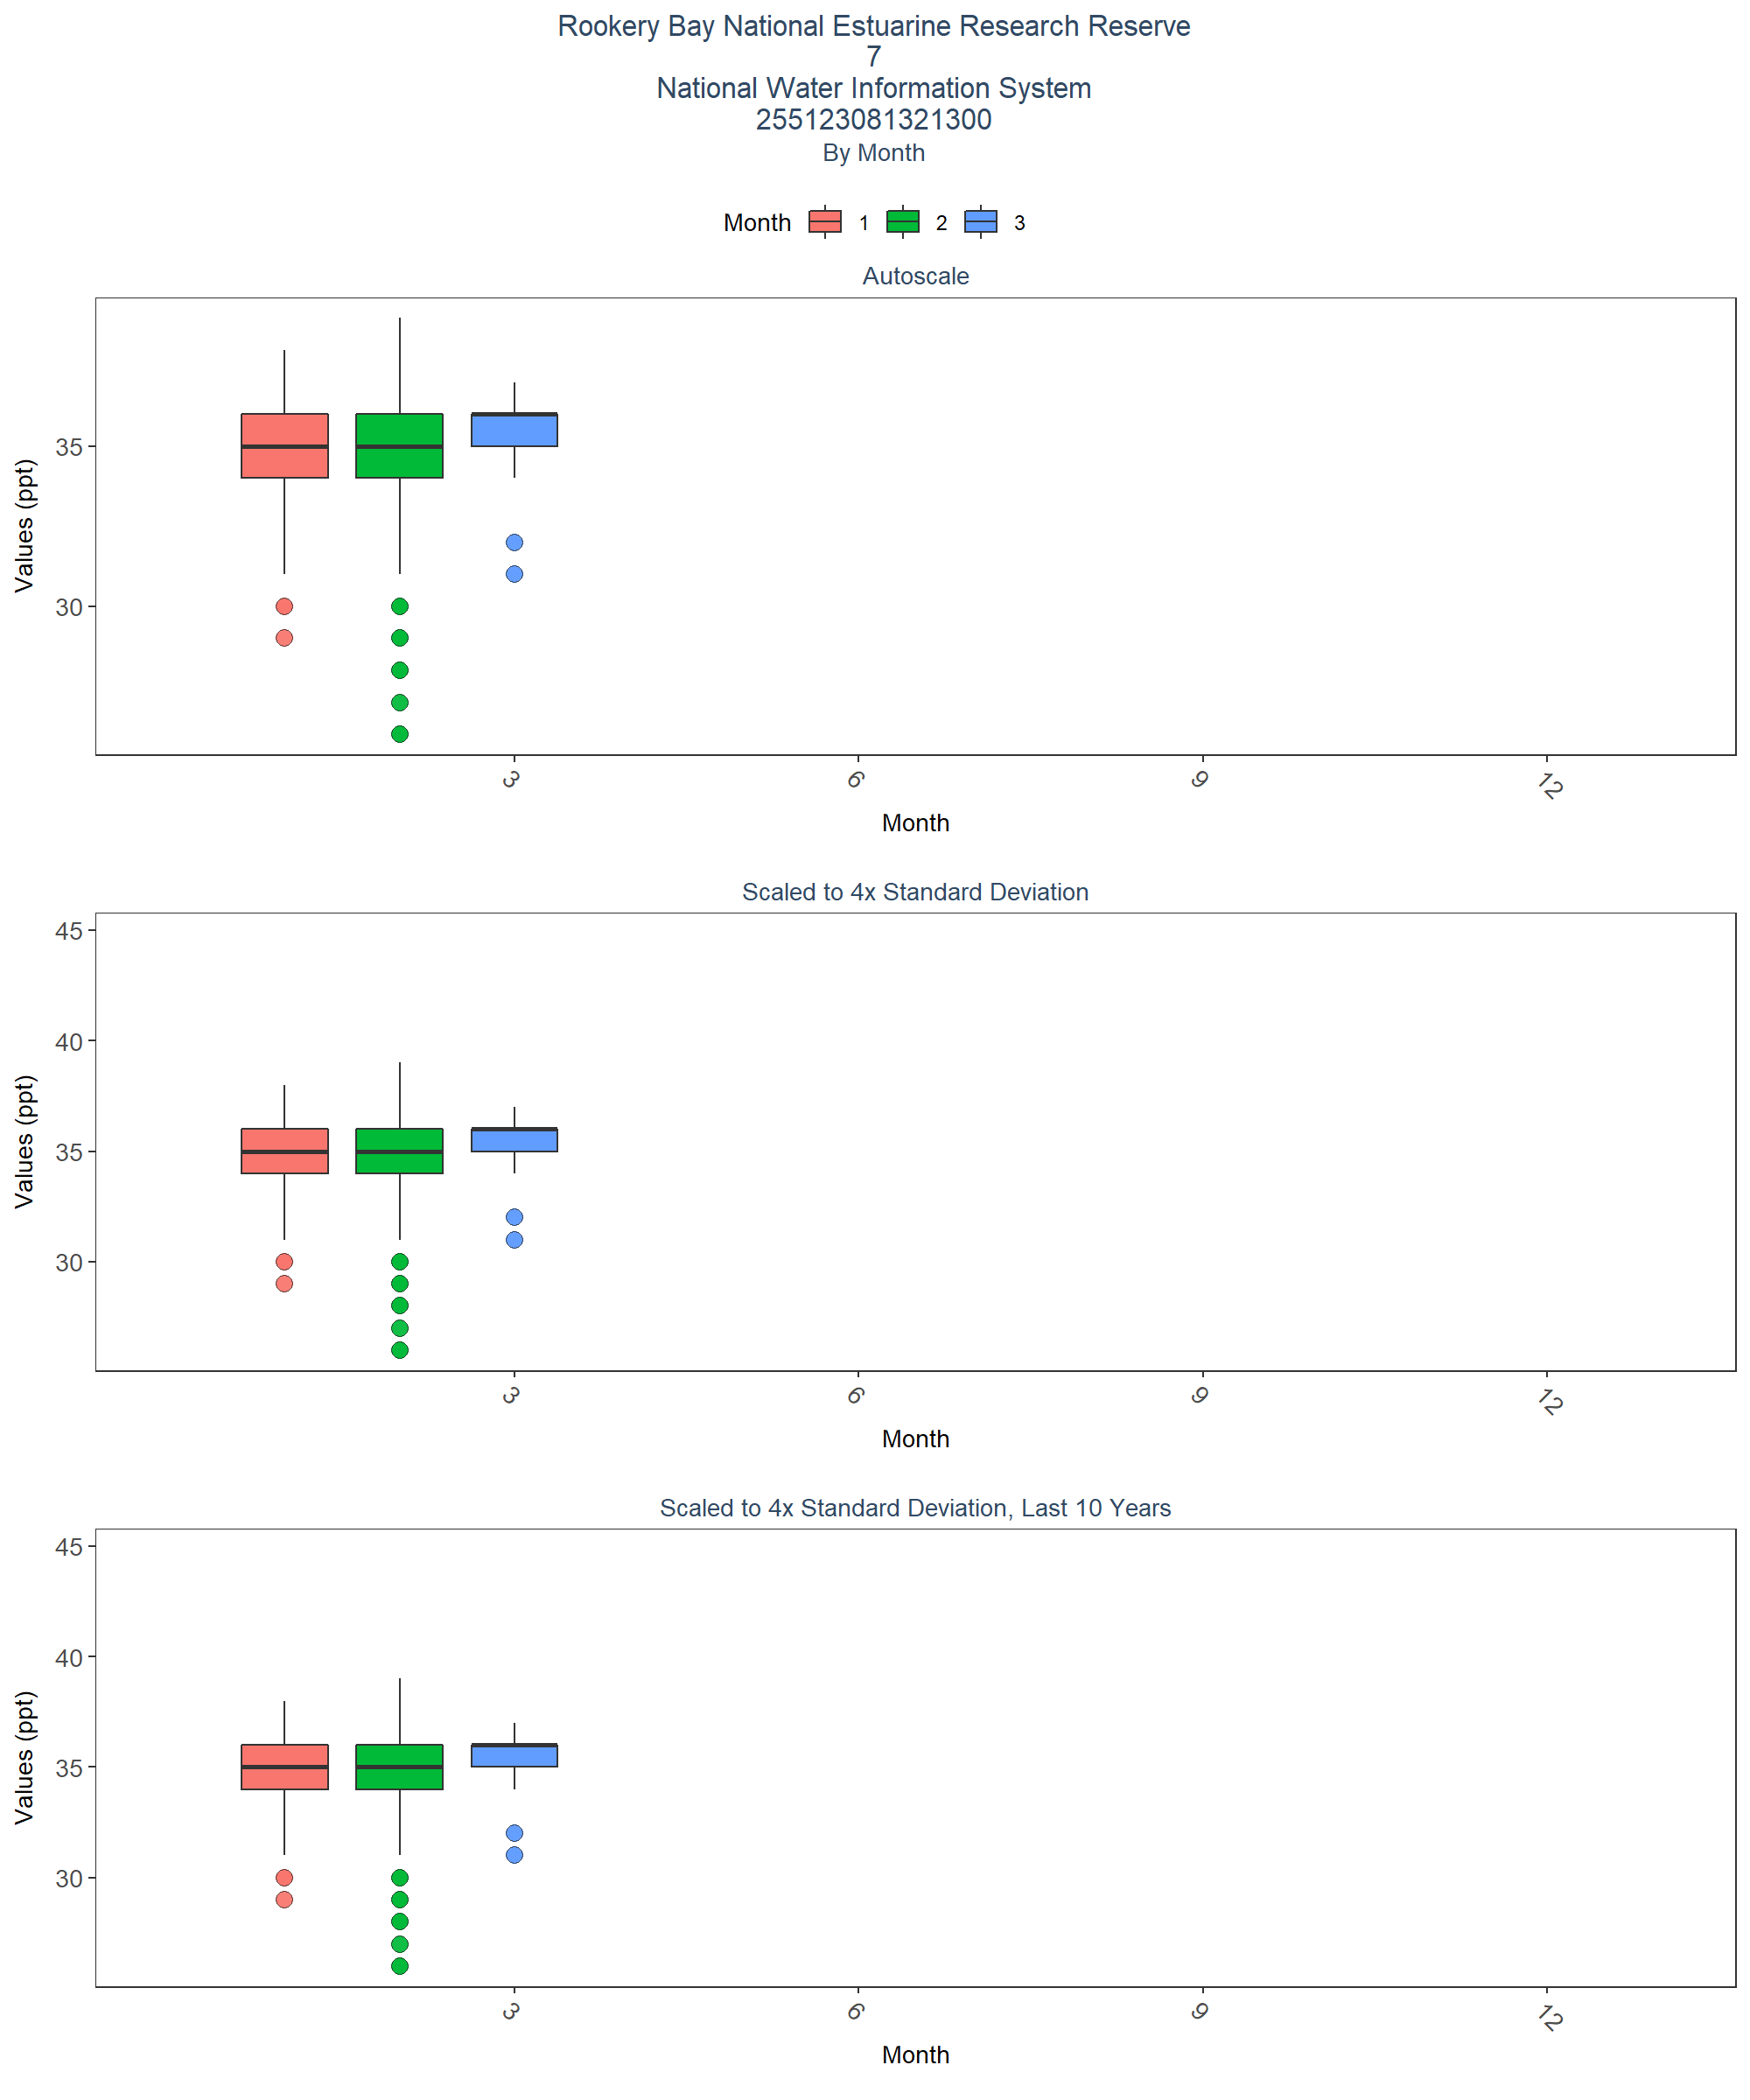 Rookery Bay National Estuarine Research Reserve
7
National Water Information System
255123081321300
By Month
Month 1 2 3
Autoscale
Values (ppt)
35
30
3 6 9 12
Month
Scaled to 4x Standard Deviation
Values (ppt)
45
40
35
30
3 6 9 12
Month
Scaled to 4x Standard Deviation, Last 10 Years
Values (ppt)
45
40
35
30
3 6 9 12
Month